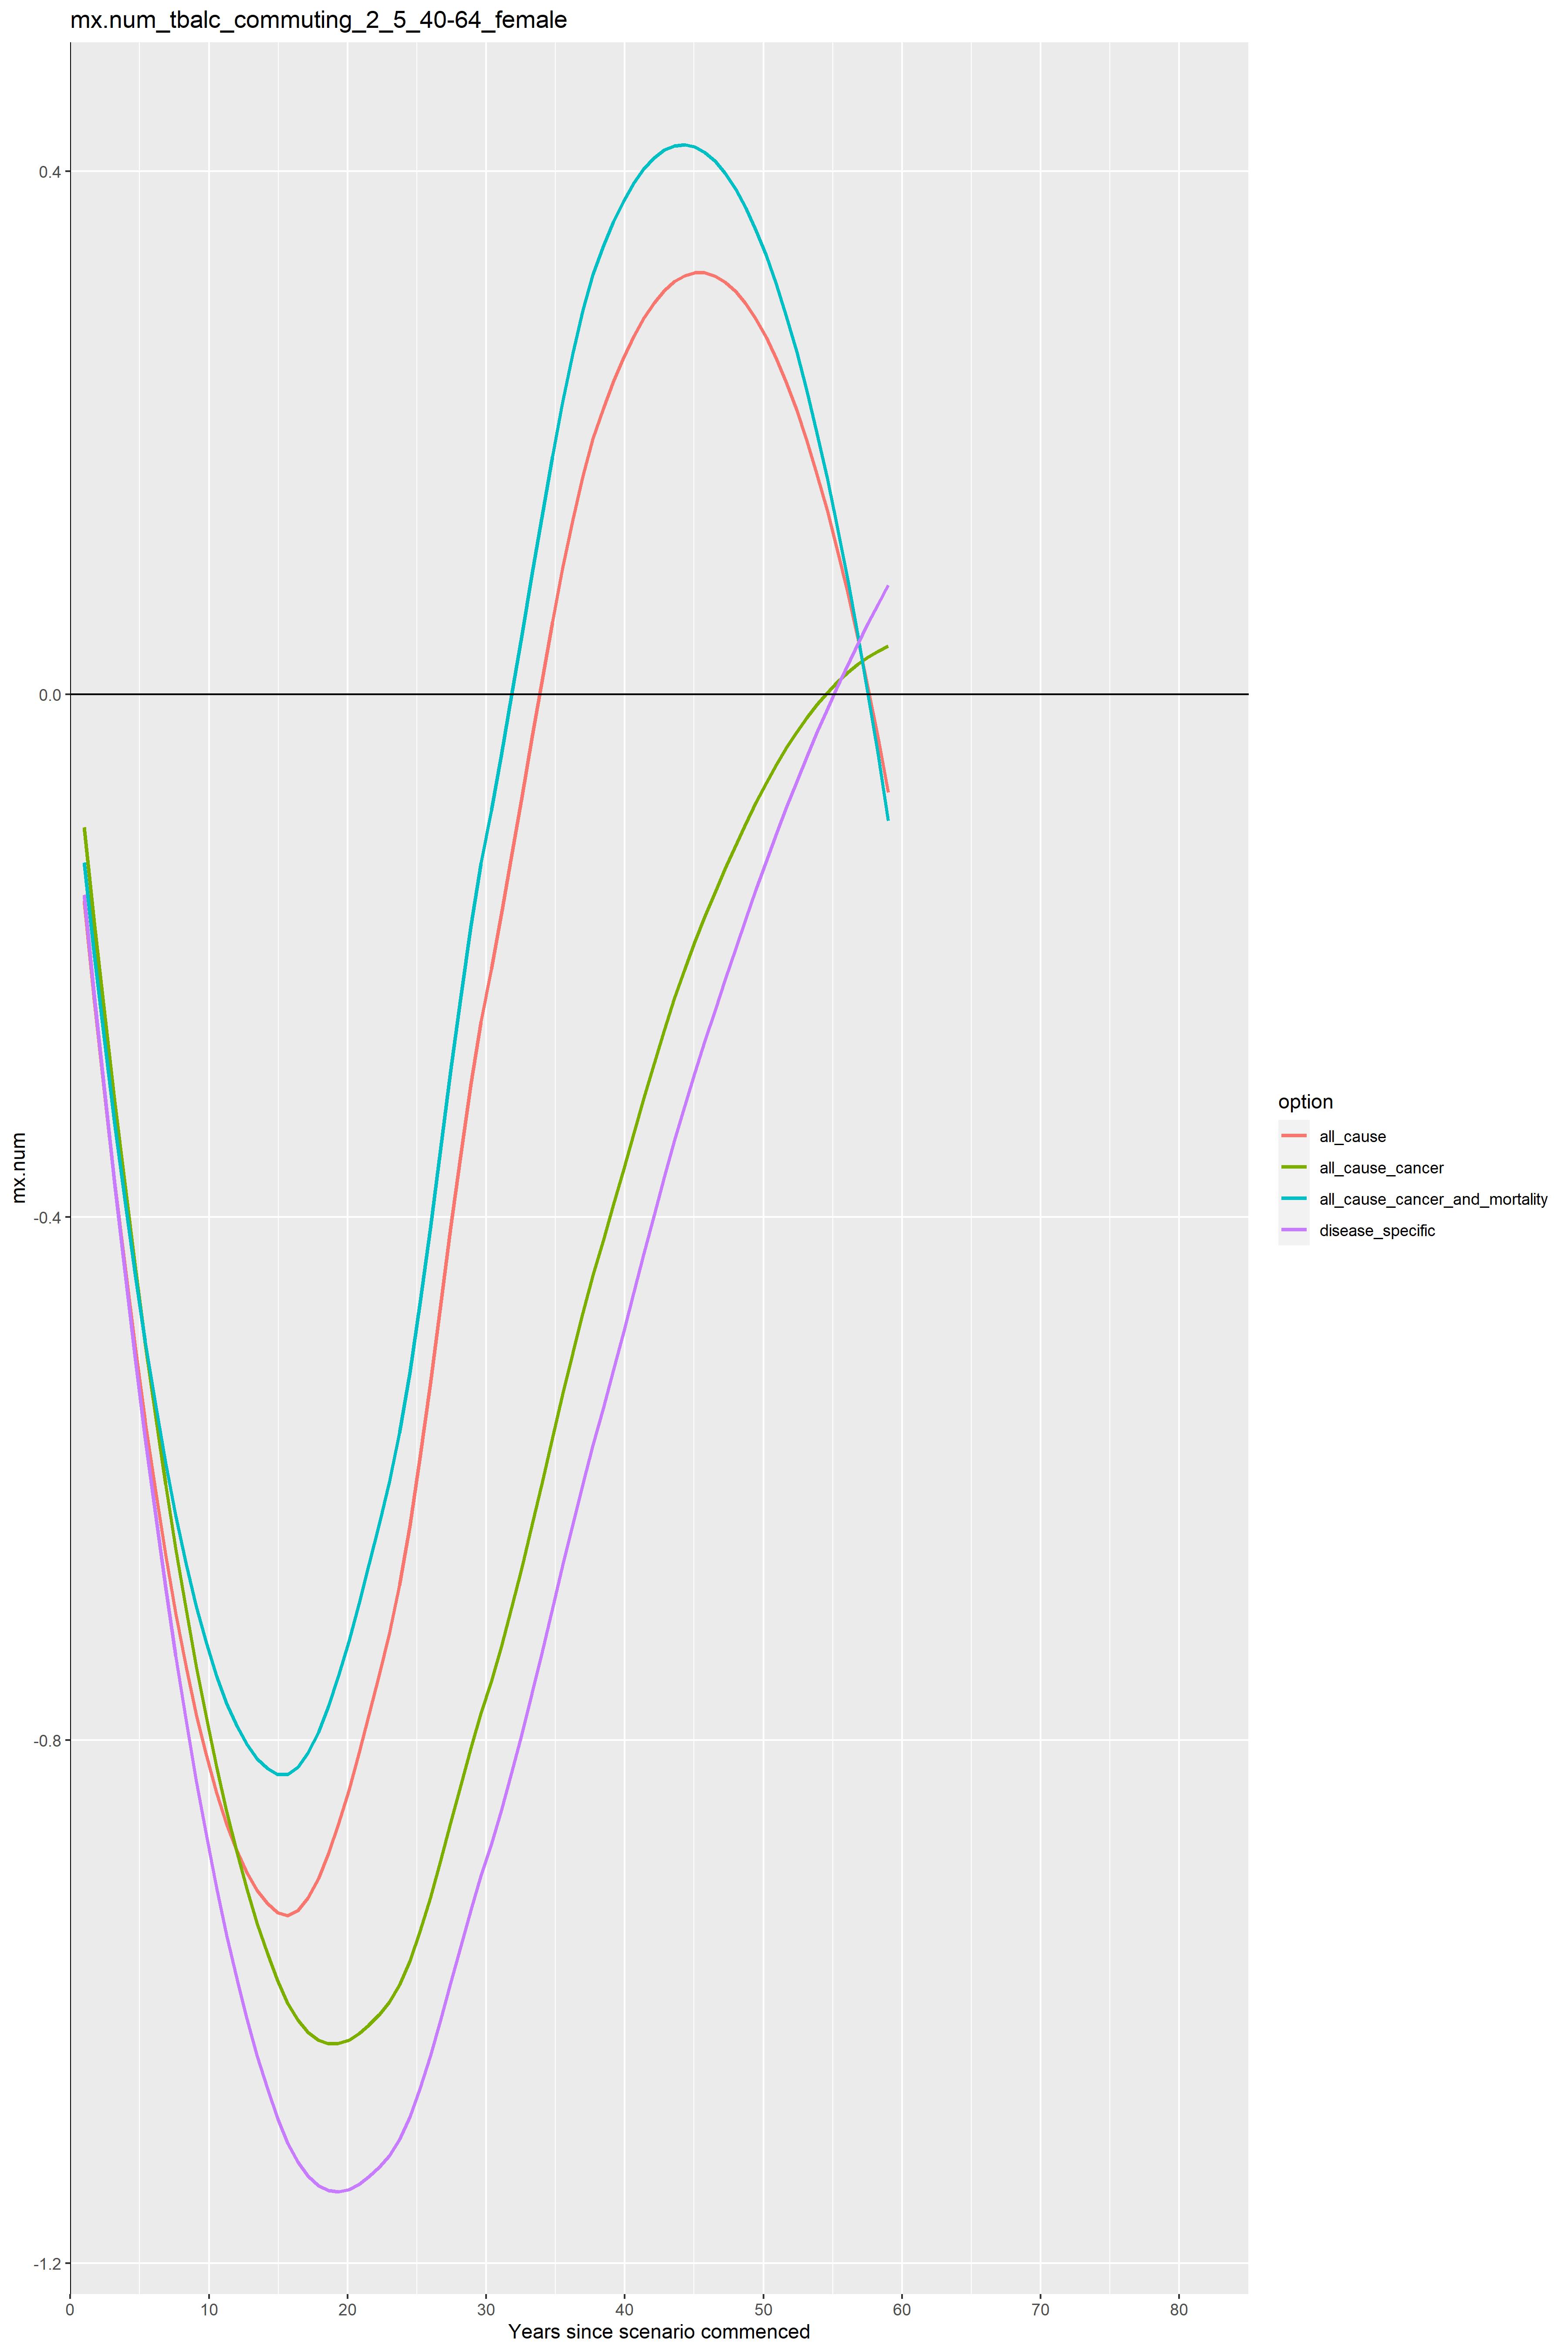 mx.num_tbalc_commuting_2_5_40-64_female
0.4
0.0
-0.4
-0.8
-1.2
mx.num
0 10 20 30 40 50 60 70 80
Years since scenario commenced
option
all_cause
all_cause_cancer
all_cause_cancer_and_mortality
disease_specific